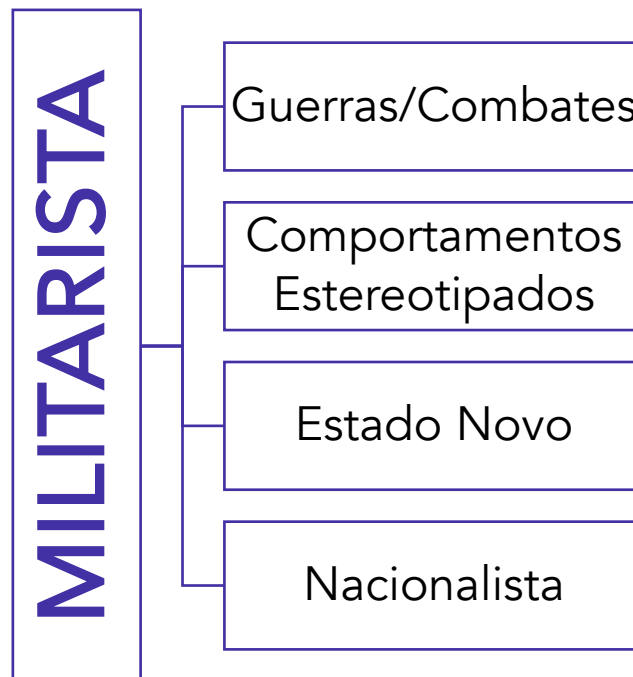 MILITARISTA
Guerras/Combates
Comportamentos
Estereotipados
Estado Novo
Nacionalista